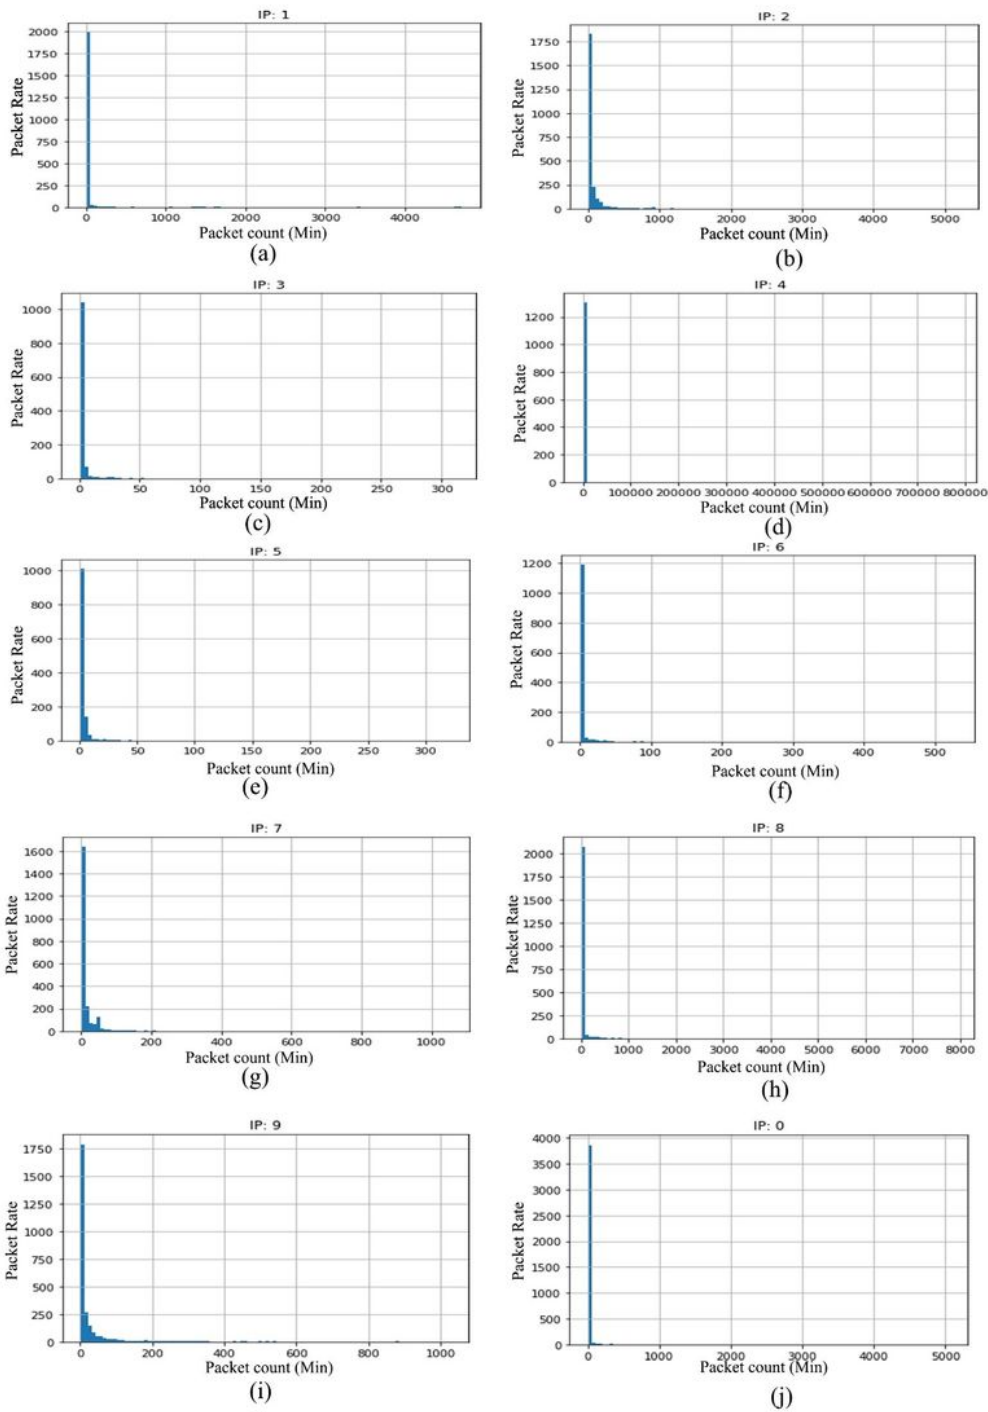 IP: 1
Packet Rate
2000
1750
1500
1250
1000
750
500
250
0
0 1000 2000 3000 4000
Packet count (Min)
(a)
IP: 2
Packet Rate
1750
1500
1250
1000
750
500
250
0
0 1000 2000 3000 4000 5000
Packet count (Min)
(b)
IP: 3
Packet Rate
1000
800
600
400
200
0
0 50 100 150 200 250 300
Packet count (Min)
(c)
IP: 4
Packet Rate
1200
1000
800
600
400
200
0
0 100000 200000 300000 400000 500000 600000 700000 800000
Packet count (Min)
(d)
IP: 5
Packet Rate
1000
800
600
400
200
0
0 50 100 150 200 250 300
Packet count (Min)
(e)
IP: 6
Packet Rate
1200
1000
800
600
400
200
0
0 100 200 300 400 500
Packet count (Min)
(f)
IP: 7
Packet Rate
1600
1400
1200
1000
800
600
400
200
0
0 200 400 600 800 1000
Packet count (Min)
(g)
IP: 8
Packet Rate
2000
1750
1500
1250
1000
750
500
250
0
0 1000 2000 3000 4000 5000 6000 7000 8000
Packet count (Min)
(h)
IP: 9
Packet Rate
1750
1500
1250
1000
750
500
250
0
0 200 400 600 800 1000
Packet count (Min)
(i)
IP: 0
Packet Rate
4000
3500
3000
2500
2000
1500
1000
500
0
0 1000 2000 3000 4000 5000
Packet count (Min)
(j)